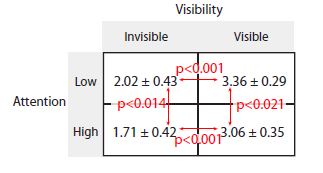 Visibility
Invisible Visible
p<0.001
Low 2.02 ± 0.43 3.36 ± 0.29
Attention p<0.014 p<0.021
High 1.71 ± 0.42 3.06 ± 0.35
p<0.001